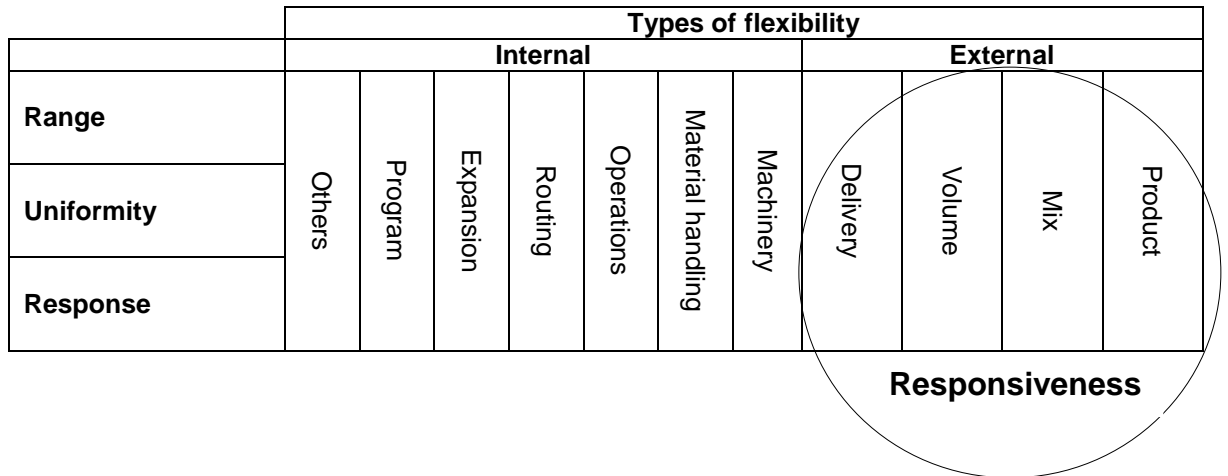 Types of flexibility
Internal
External
Range
Uniformity
Response
Others
Program
Expansion
Routing
Operations
Material handling
Machinery
Delivery
Volume
Mix
Product
Responsiveness